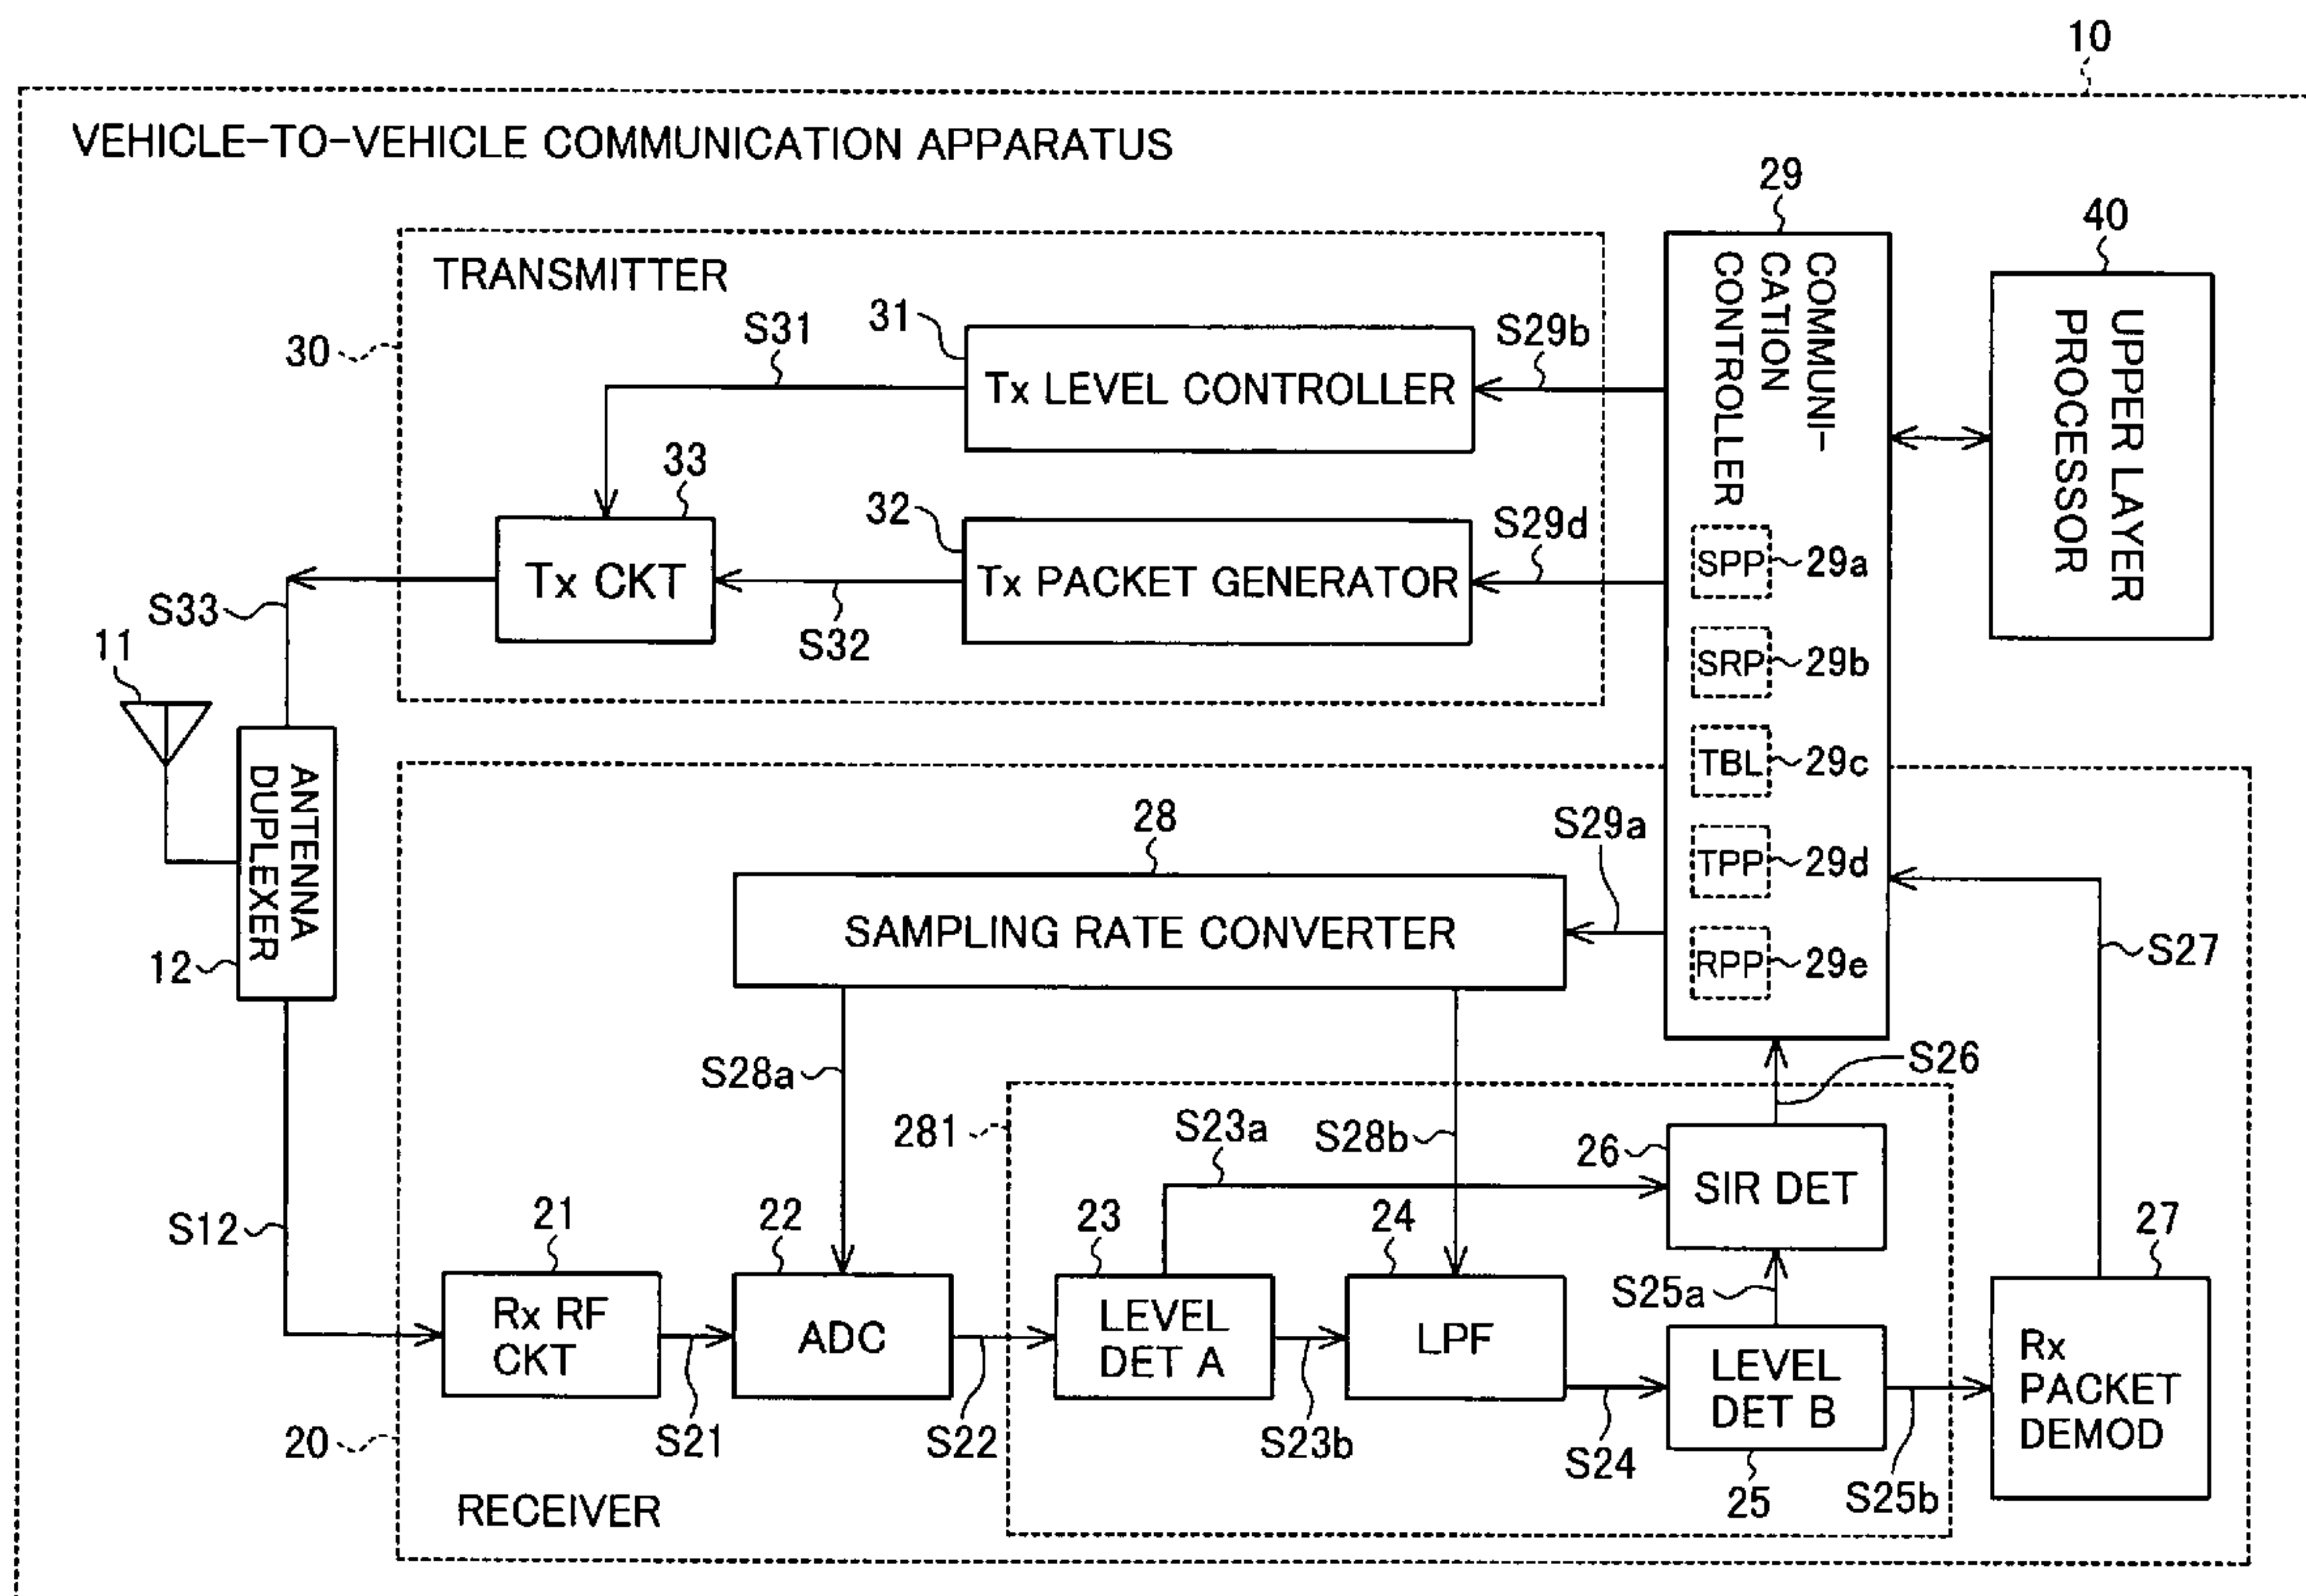 10
VEHICLE-TO-VEHICLE COMMUNICATION APPARATUS
29
40
TRANSMITTER
30
31
S31
Tx LEVEL CONTROLLER
S29b
COMMUNI-
CATION
CONTROLLER
UPPER LAYER
PROCESSOR
33
32
S29d
Tx CKT
S32
Tx PACKET GENERATOR
SPP
29a
S33
SRP
29b
11
TBL
29c
ANTENNA
DUPLEXER
12
28
S29a
TPP
29d
SAMPLING RATE CONVERTER
RPP
29e
S27
S28a
S26
281
S23a
S28b
26
SIR DET
S12
21
22
23
24
27
S25a
Rx RF
CKT
ADC
LEVEL
DET A
LPF
LEVEL
DET B
Rx
PACKET
DEMOD
20
S21
S22
S23b
S24
25
S25b
RECEIVER